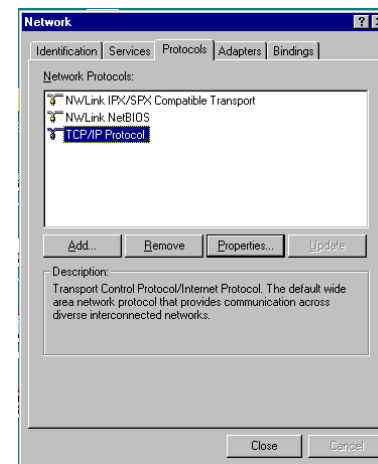 Network
Identification Services Protocols Adapters Bindings
Network Protocols:
NWLink IPX/SPX Compatible Transport
NWLink NetBIOS
TCP/IP Protocol
Add... Remove Properties... Update
Description:
Transport Control Protocol/Internet Protocol. The default wide
area network protocol that provides communication across
diverse interconnected networks.
Close Cancel